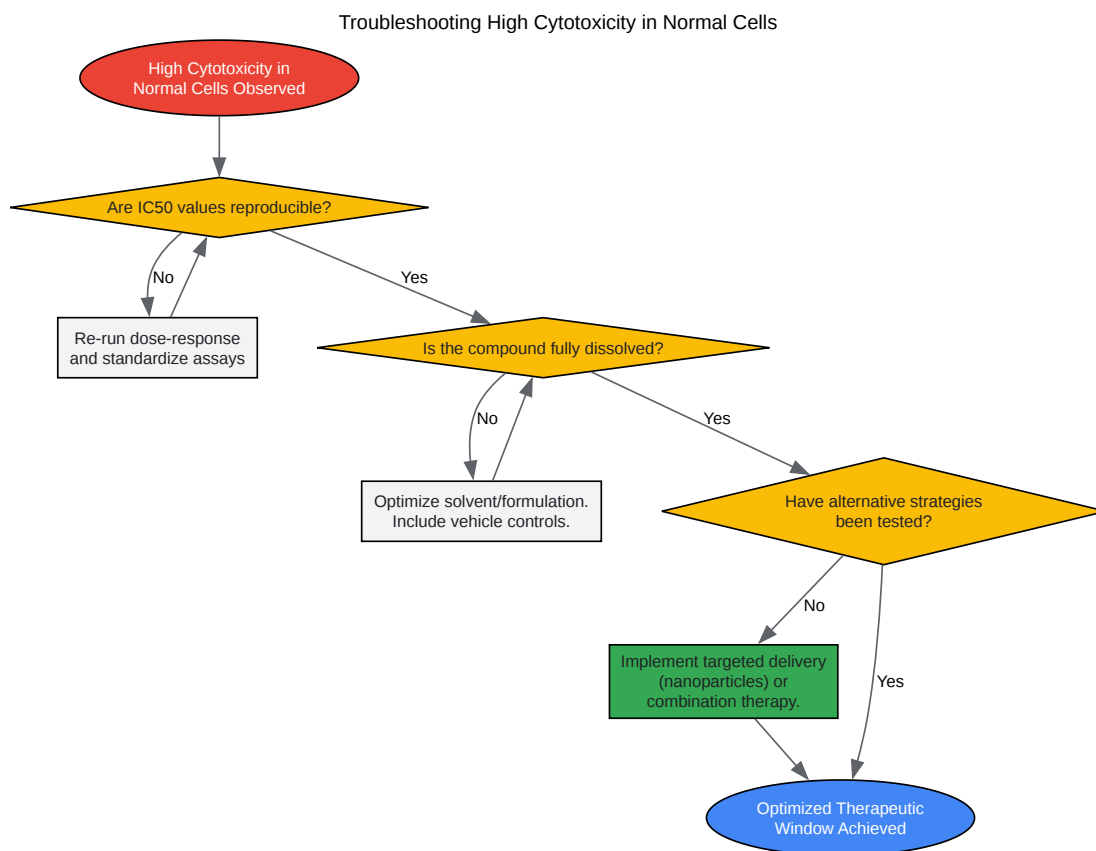 Troubleshooting High Cytotoxicity in Normal Cells
High Cytotoxicity in
Normal Cells Observed
Are IC50 values reproducible?
No
Yes
Re-run dose-response
and standardize assays
Is the compound fully dissolved?
No
Yes
Optimize solvent/formulation.
Include vehicle controls.
Have alternative strategies
been tested?
No
Yes
Implement targeted delivery
(nanoparticles) or
combination therapy.
Optimized Therapeutic
Window Achieved